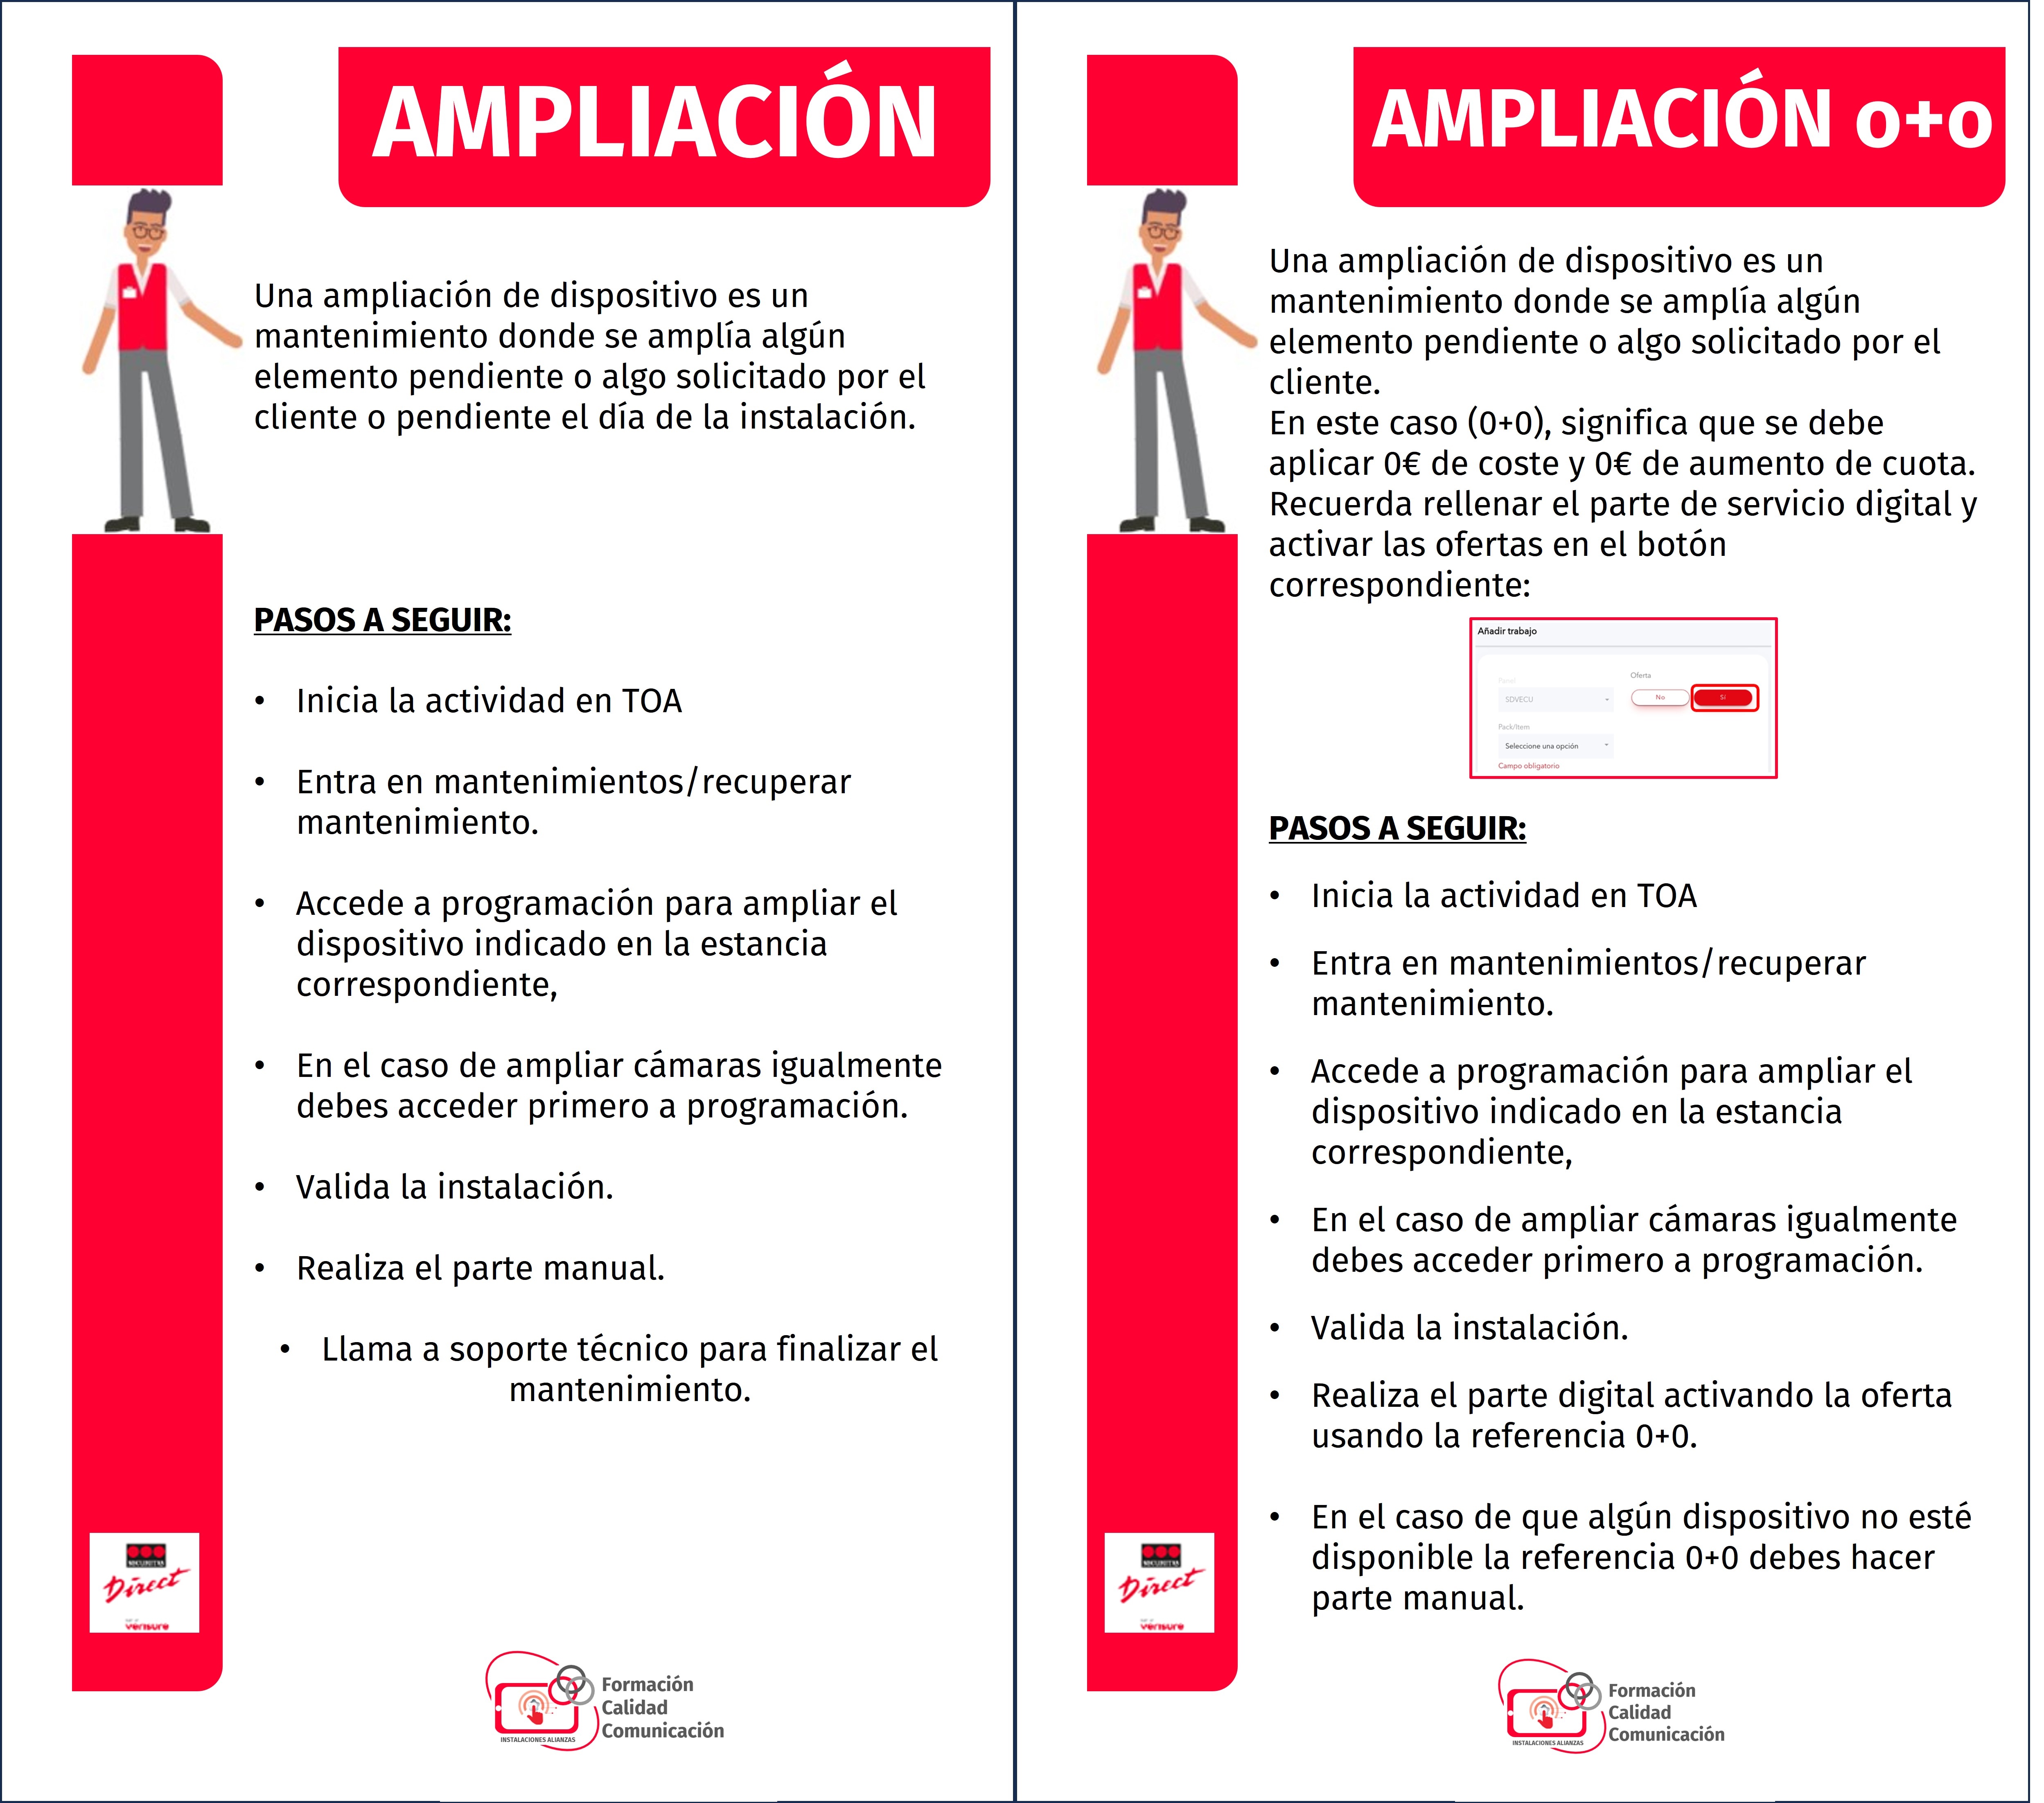 AMPLIACIÓN
Una ampliación de dispositivo es un
mantenimiento donde se amplía algún
elemento pendiente o algo solicitado por el
cliente o pendiente el día de la instalación.
PASOS A SEGUIR:
• Inicia la actividad en TOA
• Entra en mantenimientos/recuperar
mantenimiento.
• Accede a programación para ampliar el
dispositivo indicado en la estancia
correspondiente,
• En el caso de ampliar cámaras igualmente
debes acceder primero a programación.
• Valida la instalación.
• Realiza el parte manual.
• Llama a soporte técnico para finalizar el
mantenimiento.
SECURITAS
Direct
verisure
Formación
Calidad
Comunicación
INSTALACIONES ALIANZAS
AMPLIACIÓN 0+0
Una ampliación de dispositivo es un
mantenimiento donde se amplía algún
elemento pendiente o algo solicitado por el
cliente.
En este caso (0+0), significa que se debe
aplicar 0€ de coste y 0€ de aumento de cuota.
Recuerda rellenar el parte de servicio digital y
activar las ofertas en el botón
correspondiente:
Añadir trabajo
Panel
Oferta
SDVECU
No
Sí
Pack/Item
Seleccione una opción
Campo obligatorio
PASOS A SEGUIR:
• Inicia la actividad en TOA
• Entra en mantenimientos/recuperar
mantenimiento.
• Accede a programación para ampliar el
dispositivo indicado en la estancia
correspondiente,
• En el caso de ampliar cámaras igualmente
debes acceder primero a programación.
• Valida la instalación.
• Realiza el parte digital activando la oferta
usando la referencia 0+0.
• En el caso de que algún dispositivo no esté
disponible la referencia 0+0 debes hacer
parte manual.
SECURITAS
Direct
verisure
Formación
Calidad
Comunicación
INSTALACIONES ALIANZAS